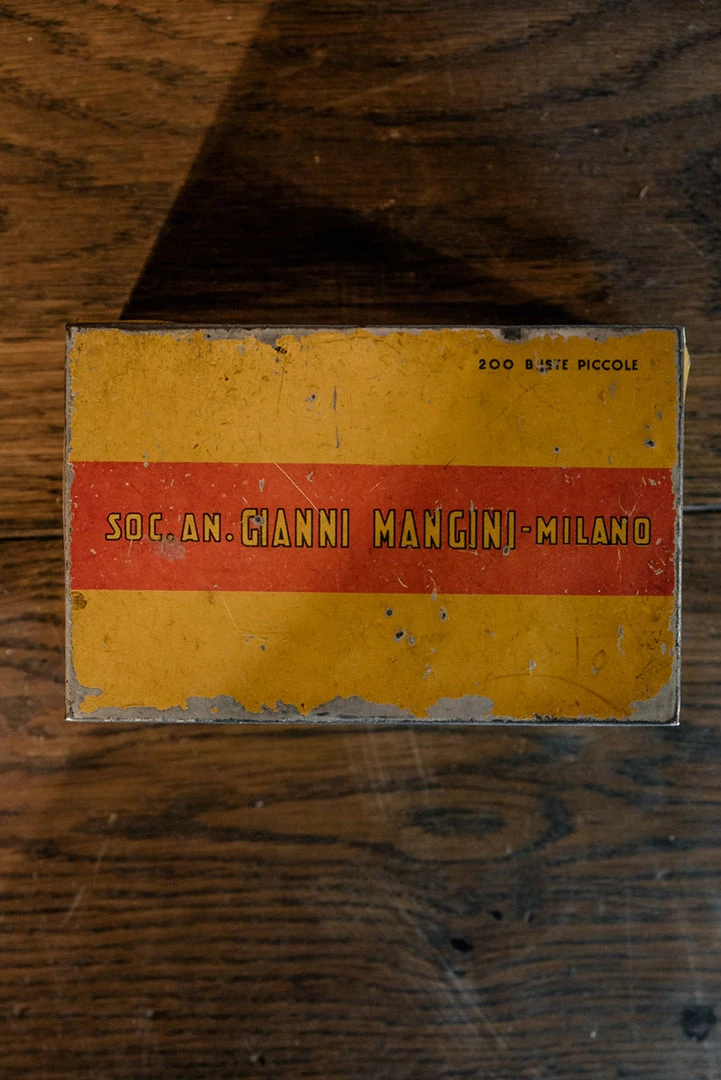 200 BUSTE PICCOLE
SOC. AN. GIANNI MANGINI-MILANO